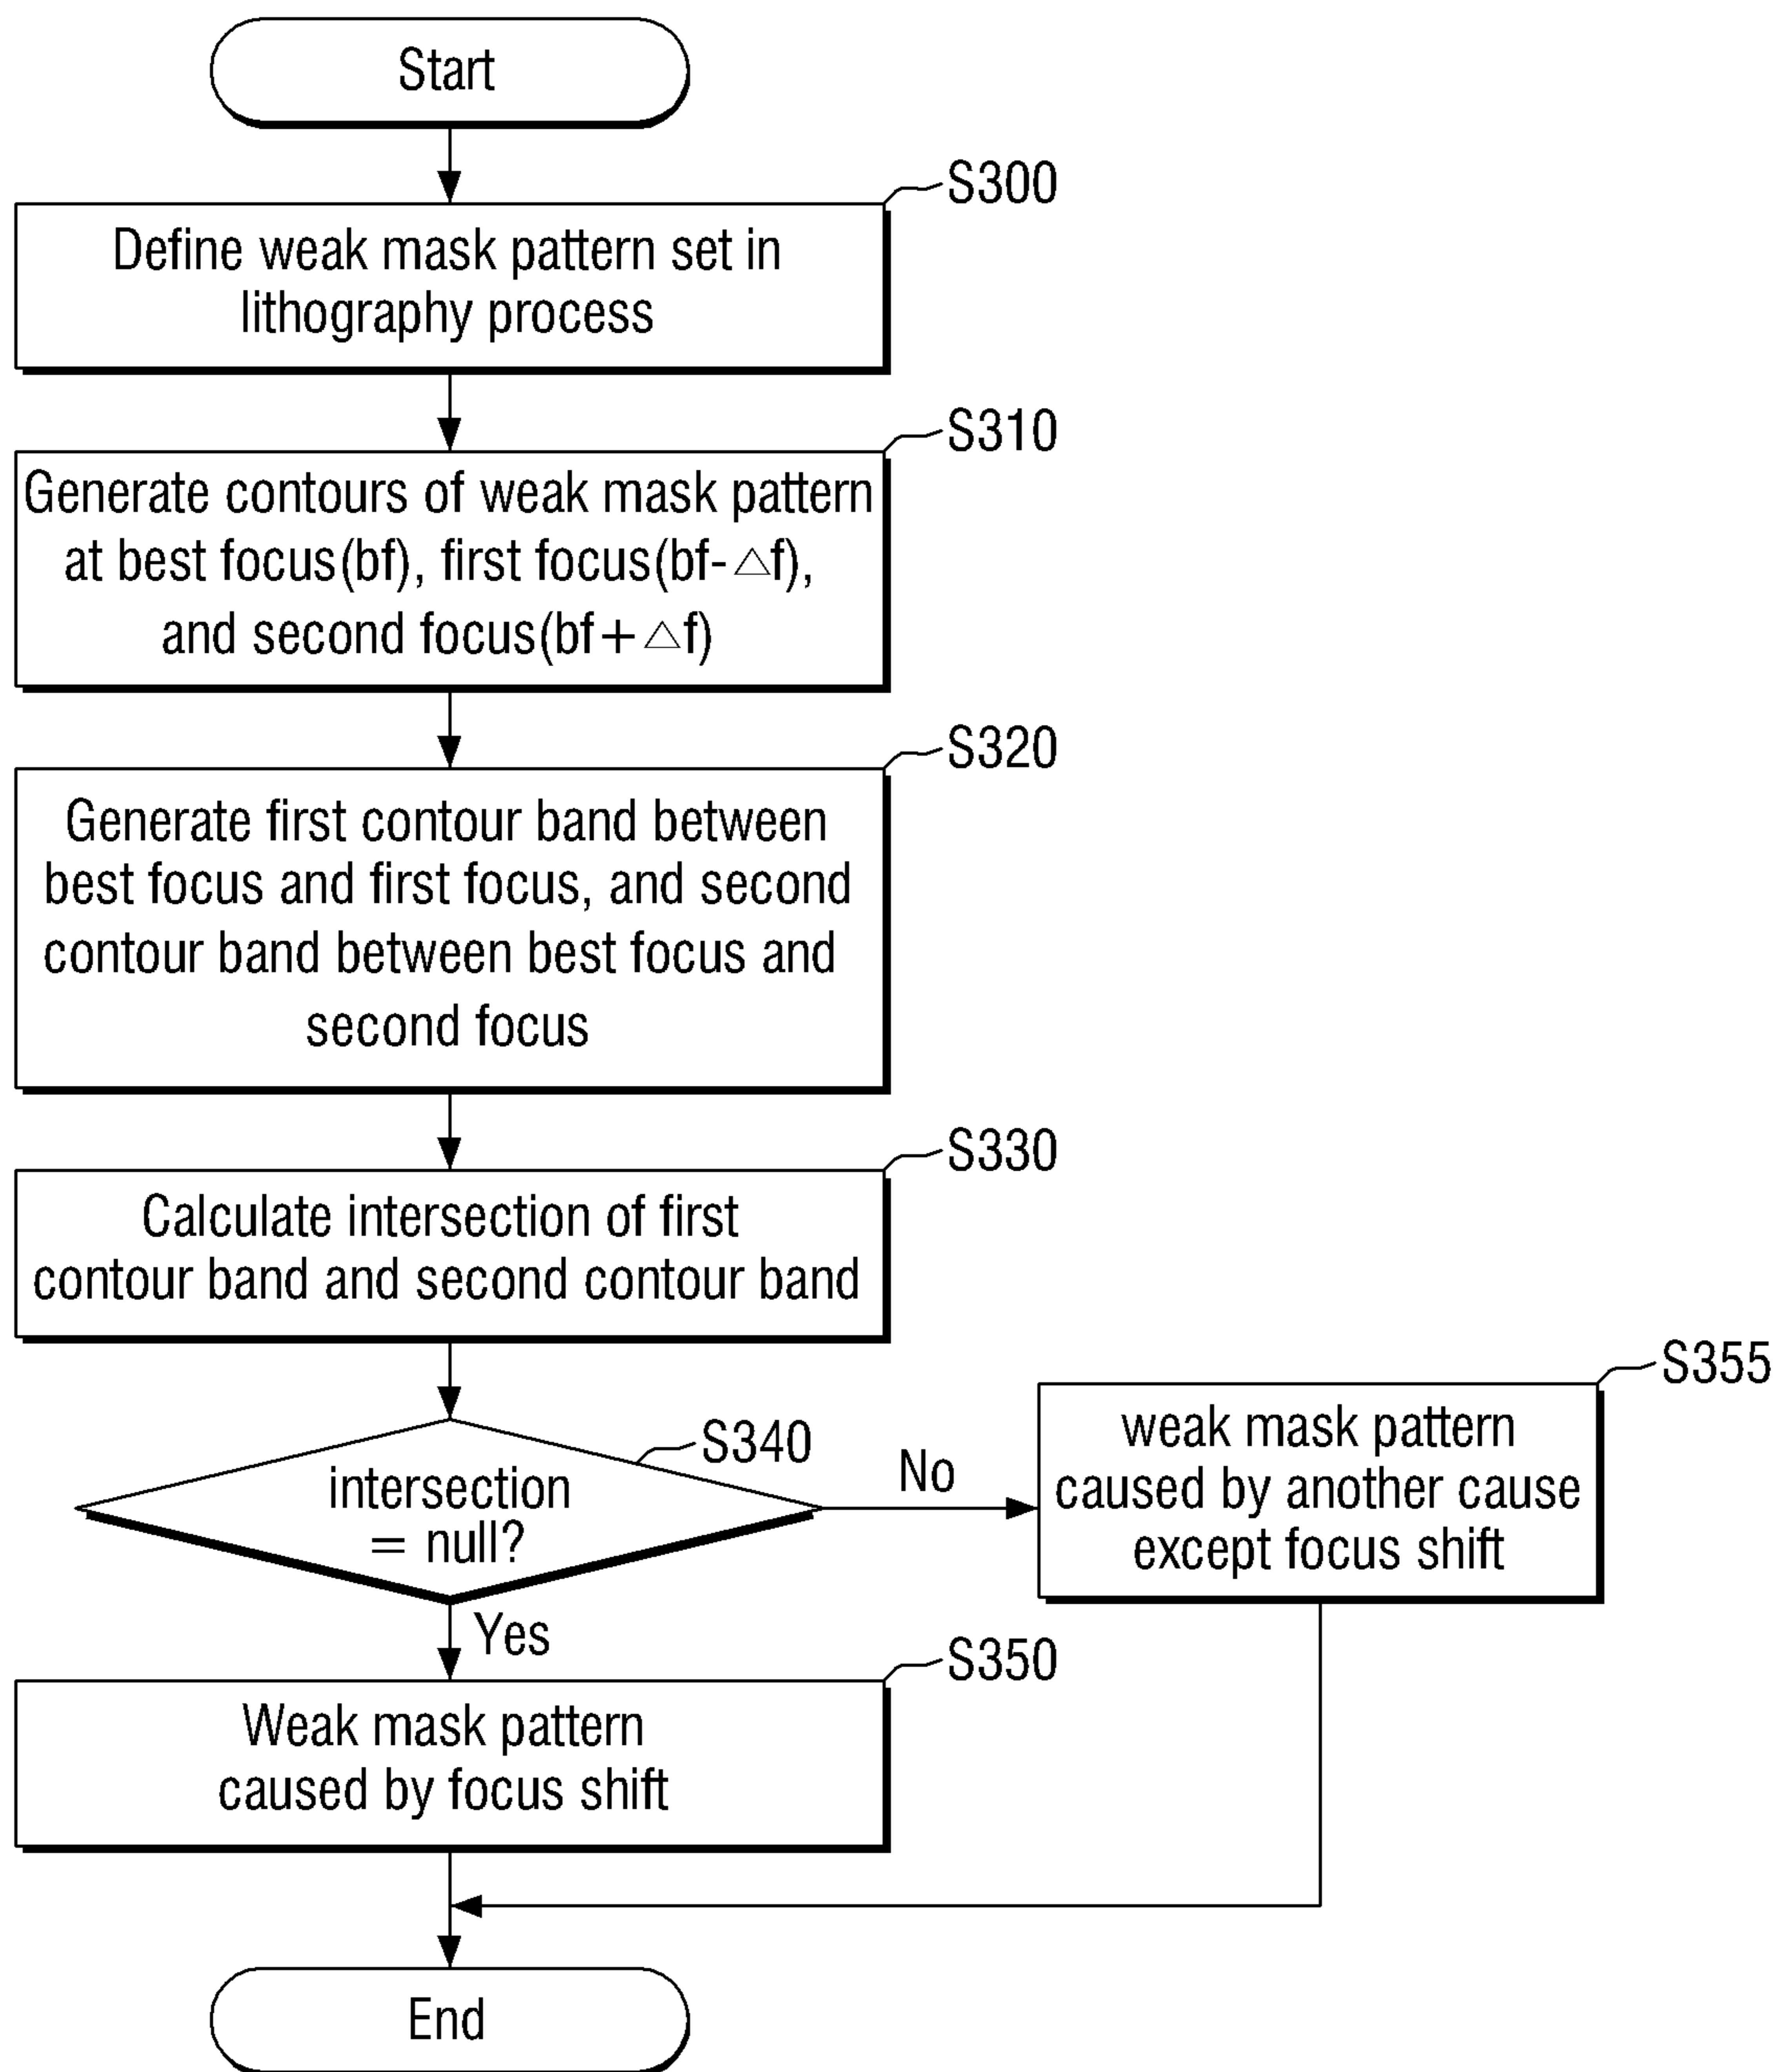 Start
S300
Define weak mask pattern set in
lithography process
S310
Generate contours of weak mask pattern
at best focus(bf), first focus(bf-△f),
and second focus(bf+△f)
S320
Generate first contour band between
best focus and first focus, and second
contour band between best focus and
second focus
S330
Calculate intersection of first
contour band and second contour band
S340
intersection
= null?
No
S355
weak mask pattern
caused by another cause
except focus shift
Yes
S350
Weak mask pattern
caused by focus shift
End